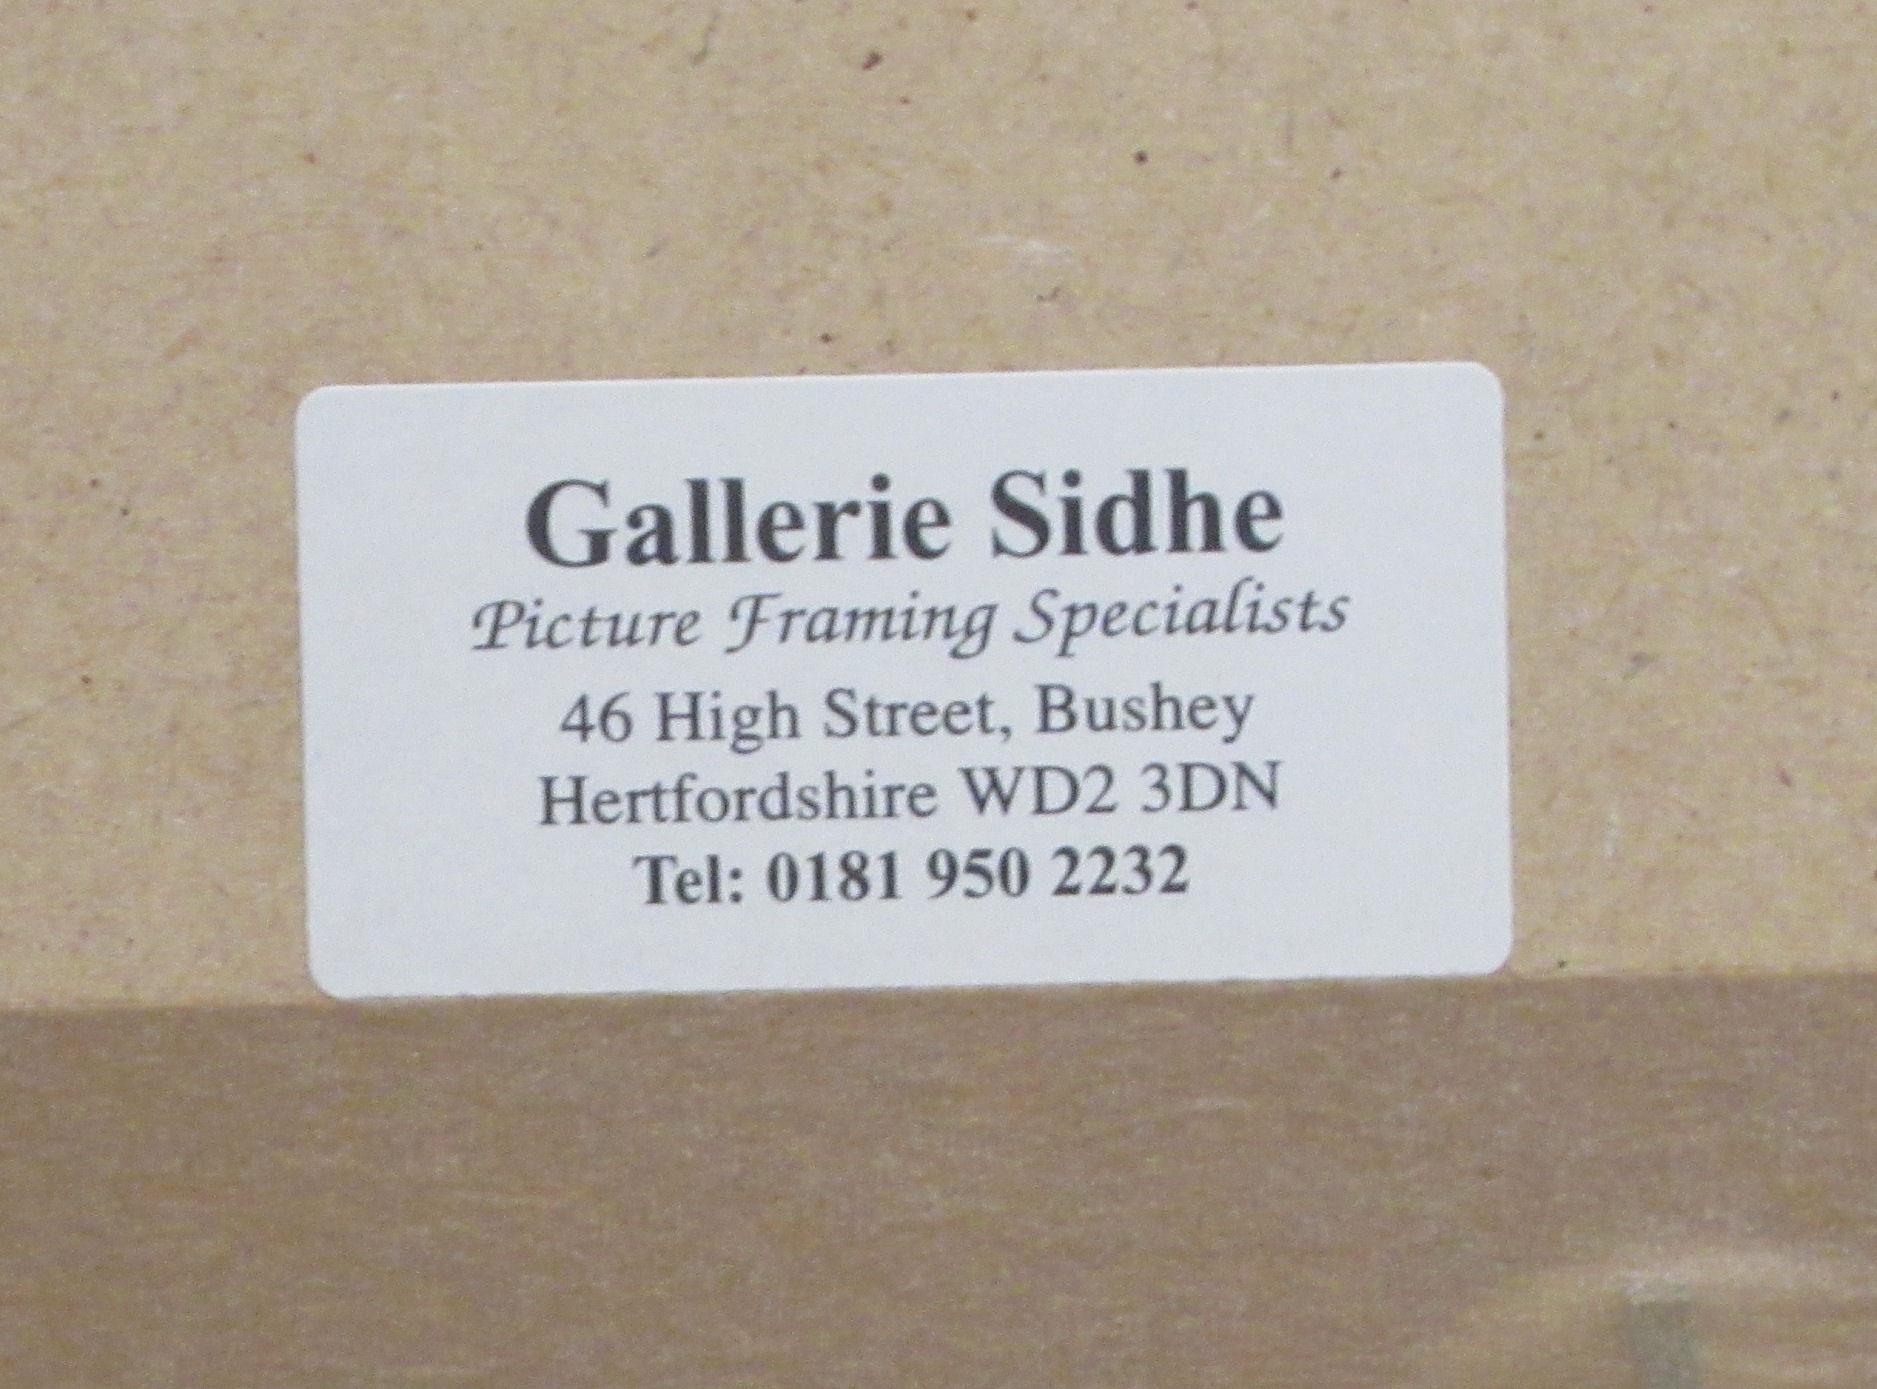 Gallerie Sidhe
Picture Framing Specialists
46 High Street, Bushey
Hertfordshire WD2 3DN
Tel: 0181 950 2232